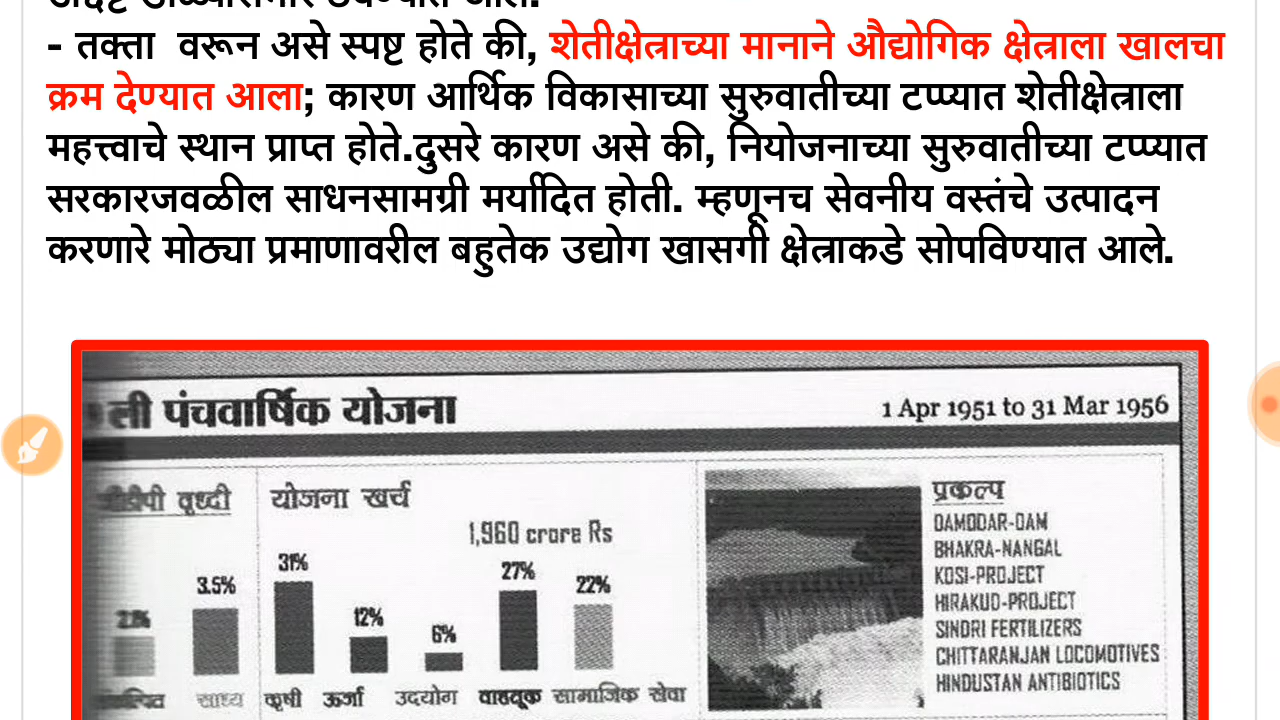 - तक्ता वरून असे स्पष्ट होते की, शेतीक्षेत्राच्या मानाने औद्योगिक क्षेत्राला खालचा
क्रम देण्यात आला; कारण आर्थिक विकासाच्या सुरुवातीच्या टप्प्यात शेतीक्षेत्राला
महत्त्वाचे स्थान प्राप्त होते.दुसरे कारण असे की, नियोजनाच्या सुरुवातीच्या टप्प्यात
सरकारजवळील साधनसामग्री मर्यादित होती. म्हणूनच सेवनीय वस्तंचे उत्पादन
करणारे मोठ्या प्रमाणावरील बहुतेक उद्योग खासगी क्षेत्राकडे सोपविण्यात आले.
पंचवार्षिक योजना
1 Apr 1951 to 31 Mar 1956
वृध्दी
योजना खर्च
1,960 crore Rs
3.5%
31%
12%
6%
27%
22%
साध्य
कृषी ऊर्जा उदयोग वाहतूक सामाजिक सेवा
प्रकल्प
DAMODAR-DAM
BHAKRA-NANGAL
KOSI-PROJECT
HIRAKUD-PROJECT
SINDRI FERTILIZERS
CHITTARANJAN LOCOMOTIVES
HINDUSTAN ANTIBIOTICS